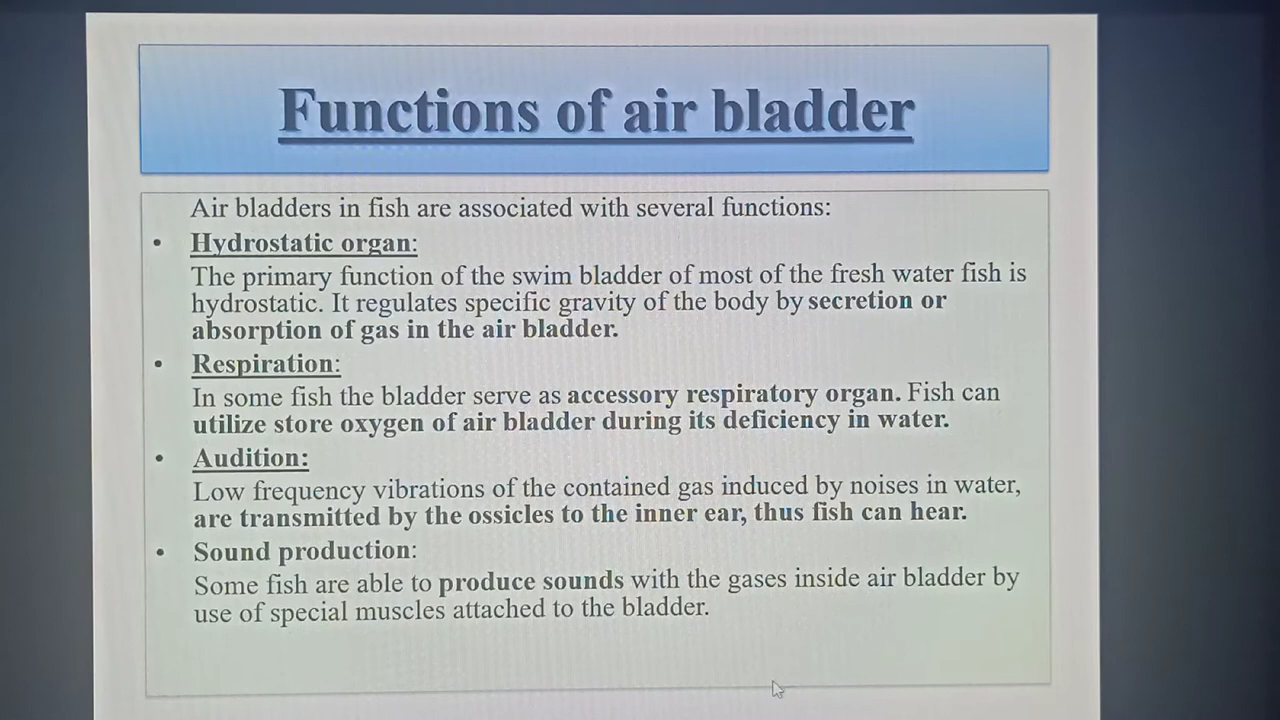 Functions of air bladder
Air bladders in fish are associated with several functions:
• Hydrostatic organ:
The primary function of the swim bladder of most of the fresh water fish is
hydrostatic. It regulates specific gravity of the body by secretion or
absorption of gas in the air bladder.
• Respiration:
In some fish the bladder serve as accessory respiratory organ. Fish can
utilize store oxygen of air bladder during its deficiency in water.
• Audition:
Low frequency vibrations of the contained gas induced by noises in water,
are transmitted by the ossicles to the inner ear, thus fish can hear.
• Sound production:
Some fish are able to produce sounds with the gases inside air bladder by
use of special muscles attached to the bladder.